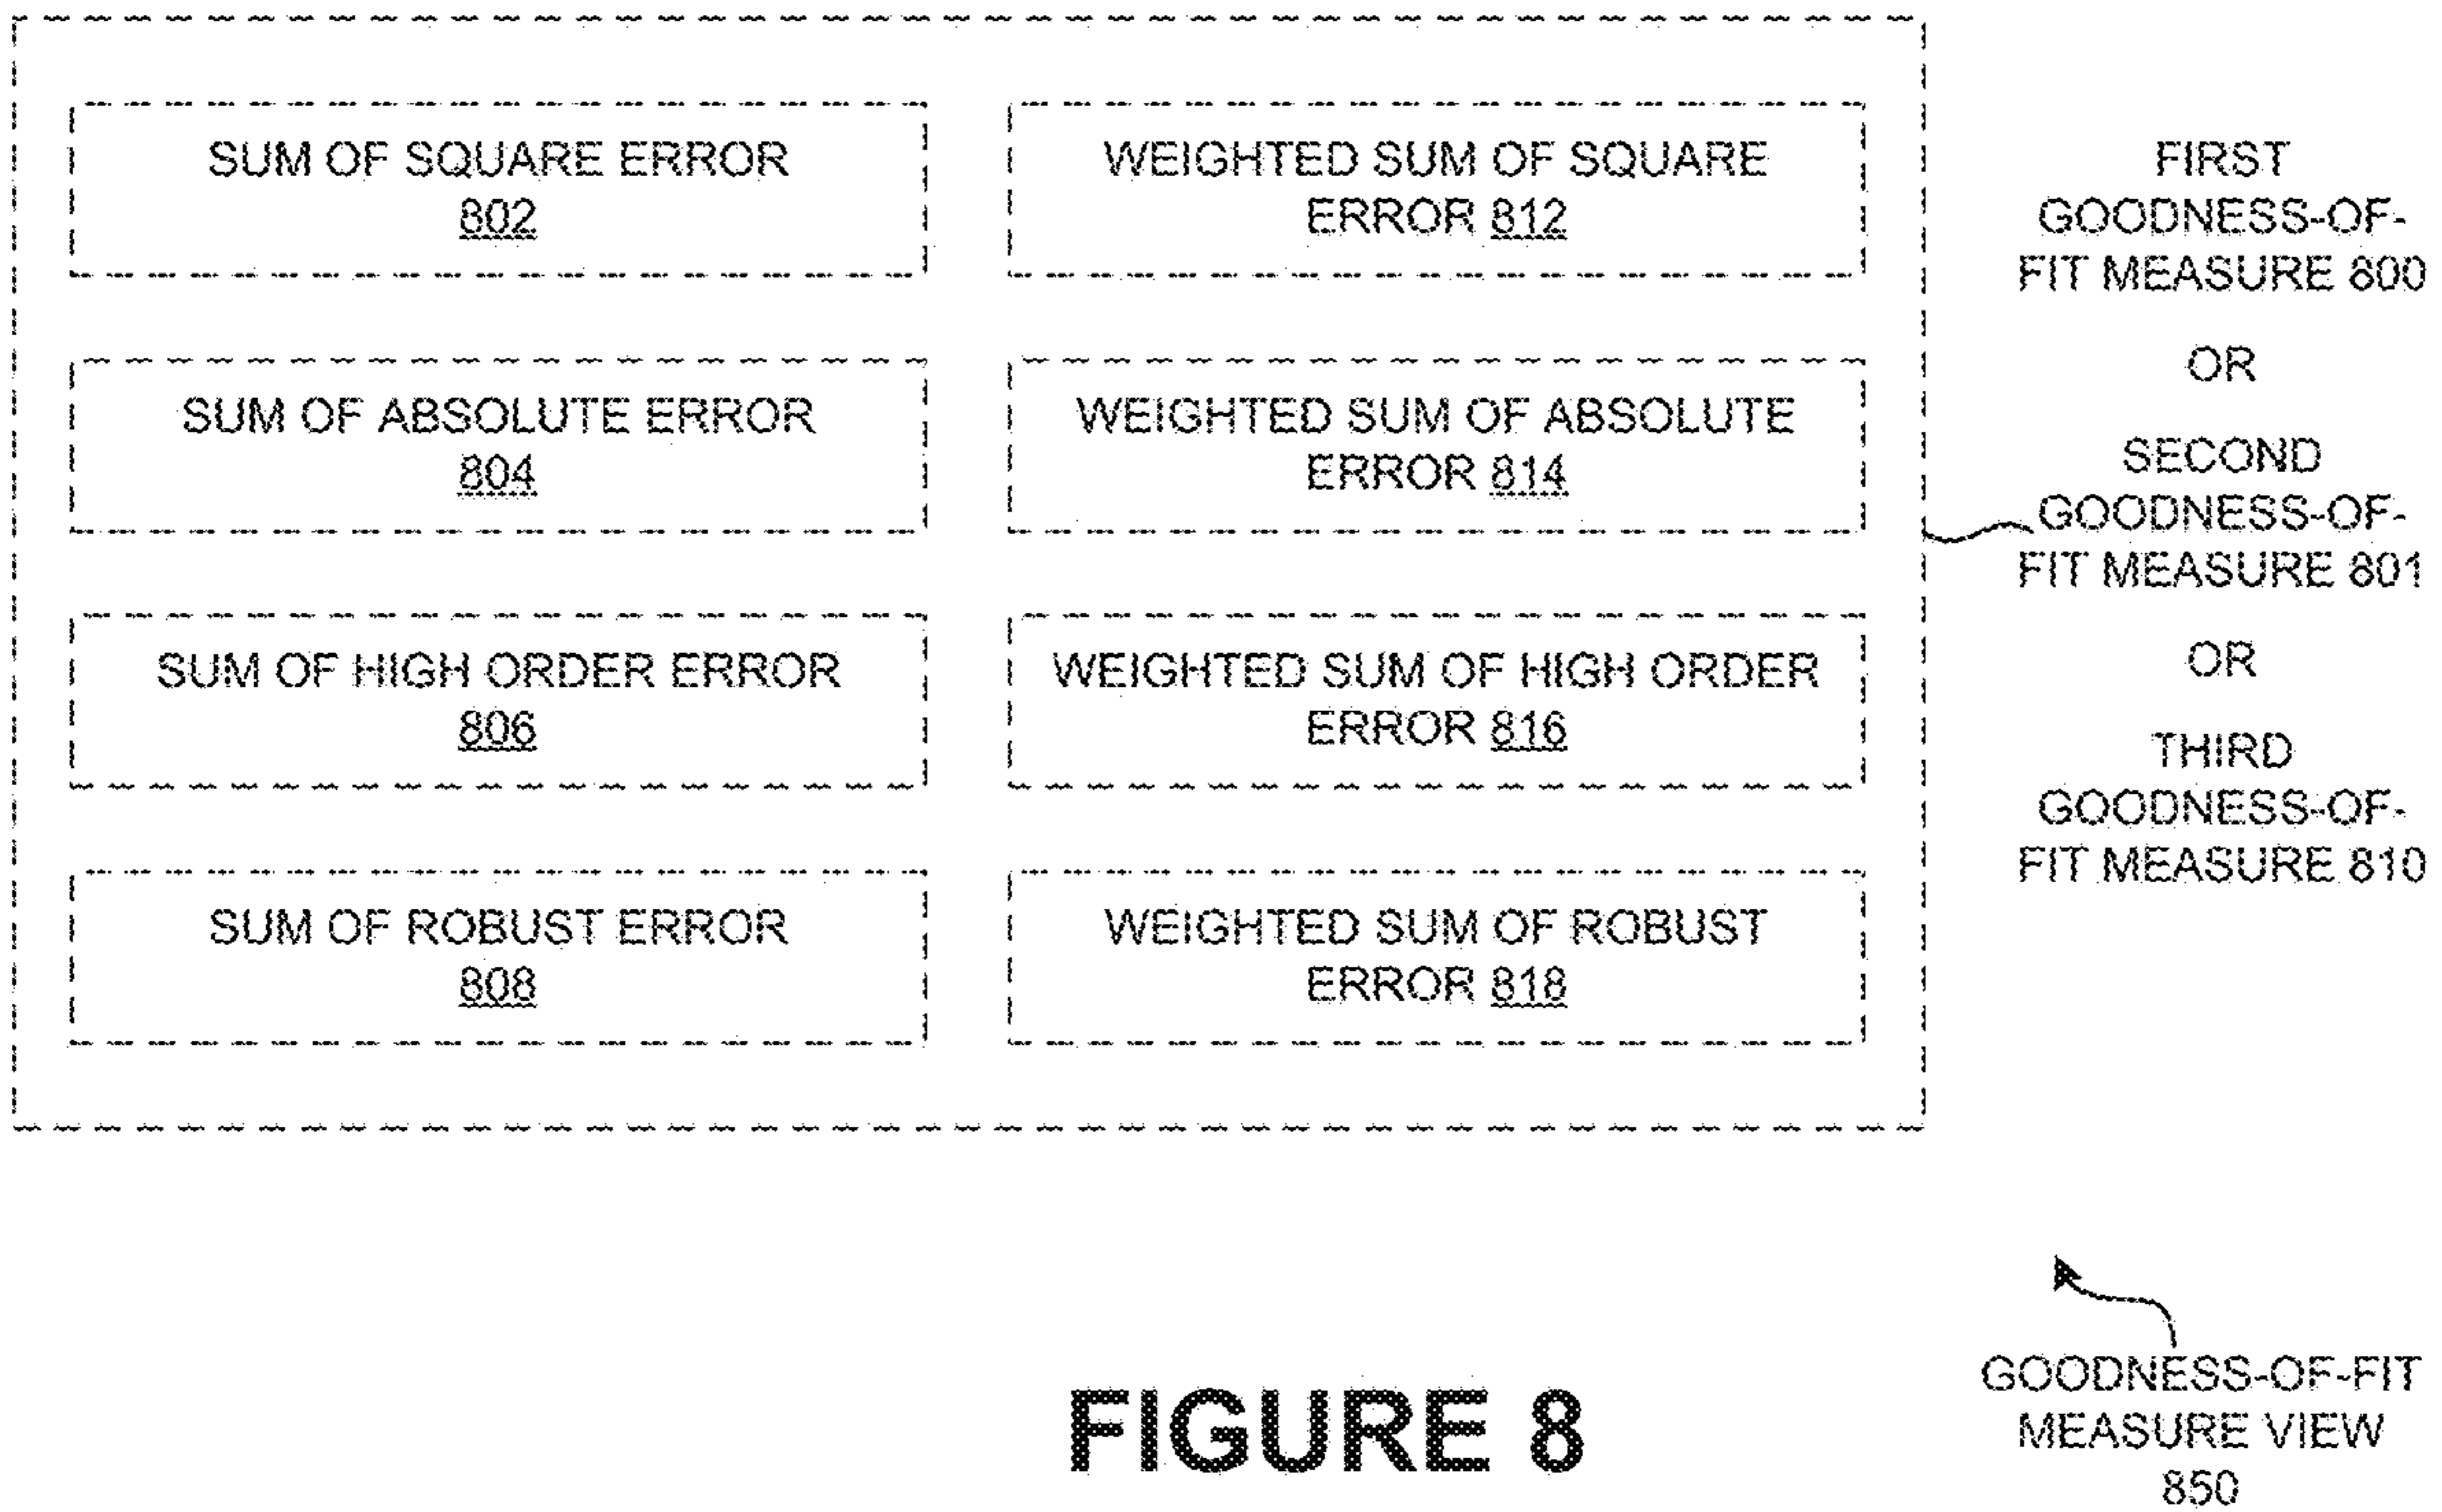 SUM OF SQUARE ERROR
802
WEIGHTED SUM OF SQUARE
ERROR 812
SUM OF ABSOLUTE ERROR
804
WEIGHTED SUM OF ABSOLUTE
ERROR 814
SUM OF HIGH ORDER ERROR
806
WEIGHTED SUM OF HIGH ORDER
ERROR 816
SUM OF ROBUST ERROR
808
WEIGHTED SUM OF ROBUST
ERROR 818
FIRST
GOODNESS-OF-
FIT MEASURE 800
OR
SECOND
GOODNESS-OF-
FIT MEASURE 801
OR
THIRD
GOODNESS-OF-
FIT MEASURE 810
GOODNESS-OF-FIT
MEASURE VIEW
850
FIGURE 8